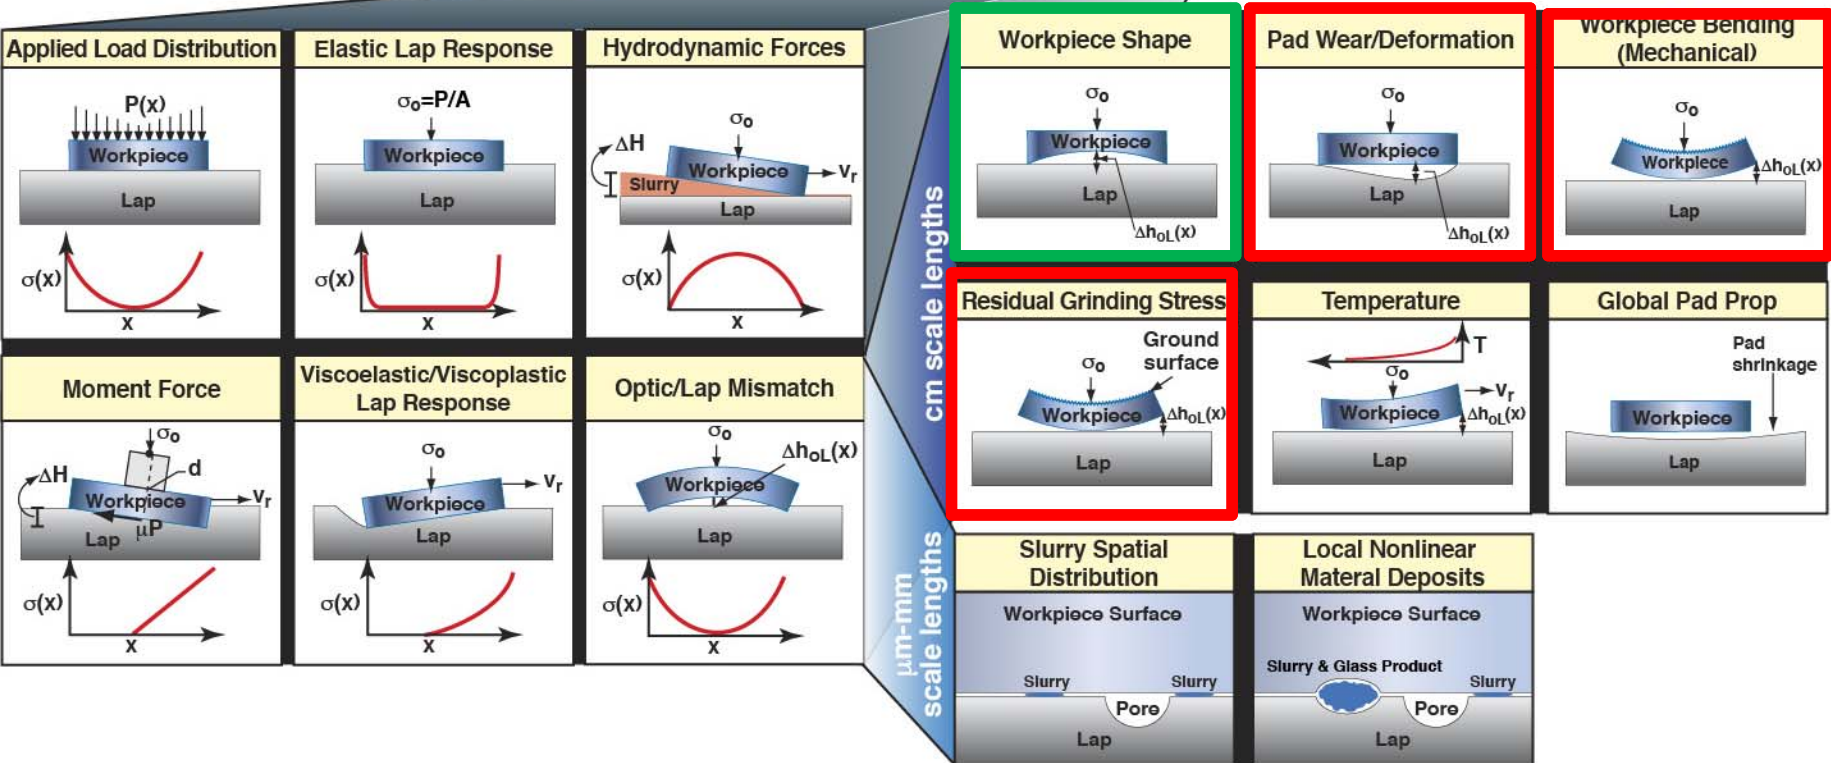 Applied Load Distribution
P(x)
Workpiece
Lap
σ(x)
x
Elastic Lap Response
σo=P/A
Workpiece
Lap
σ(x)
x
Hydrodynamic Forces
ΔH
σo
Workpiece
vr
Slurry
Lap
σ(x)
x
Moment Force
σo
ΔH
d
Workpiece
vr
μP
Lap
σ(x)
x
Viscoelastic/Viscoplastic
Lap Response
σo
vr
Workpiece
Lap
σ(x)
x
Optic/Lap Mismatch
σo
ΔhoL(x)
Workpiece
Lap
σ(x)
x
cm scale lengths
Workpiece Shape
σo
Workpiece
Lap
ΔhoL(x)
Pad Wear/Deformation
σo
Workpiece
Lap
ΔhoL(x)
Workpiece Bending
(Mechanical)
σo
Workpiece
ΔhoL(x)
Lap
Residual Grinding Stress
Ground
surface
σo
Workpiece
ΔhoL(x)
Lap
Temperature
T
σo
vr
Workpiece
ΔhoL(x)
Lap
Global Pad Prop
Pad
shrinkage
Workpiece
Lap
μm-mm
scale lengths
Slurry Spatial
Distribution
Workpiece Surface
Slurry
Slurry
Pore
Lap
Local Nonlinear
Materal Deposits
Workpiece Surface
Slurry & Glass Product
Slurry
Pore
Lap